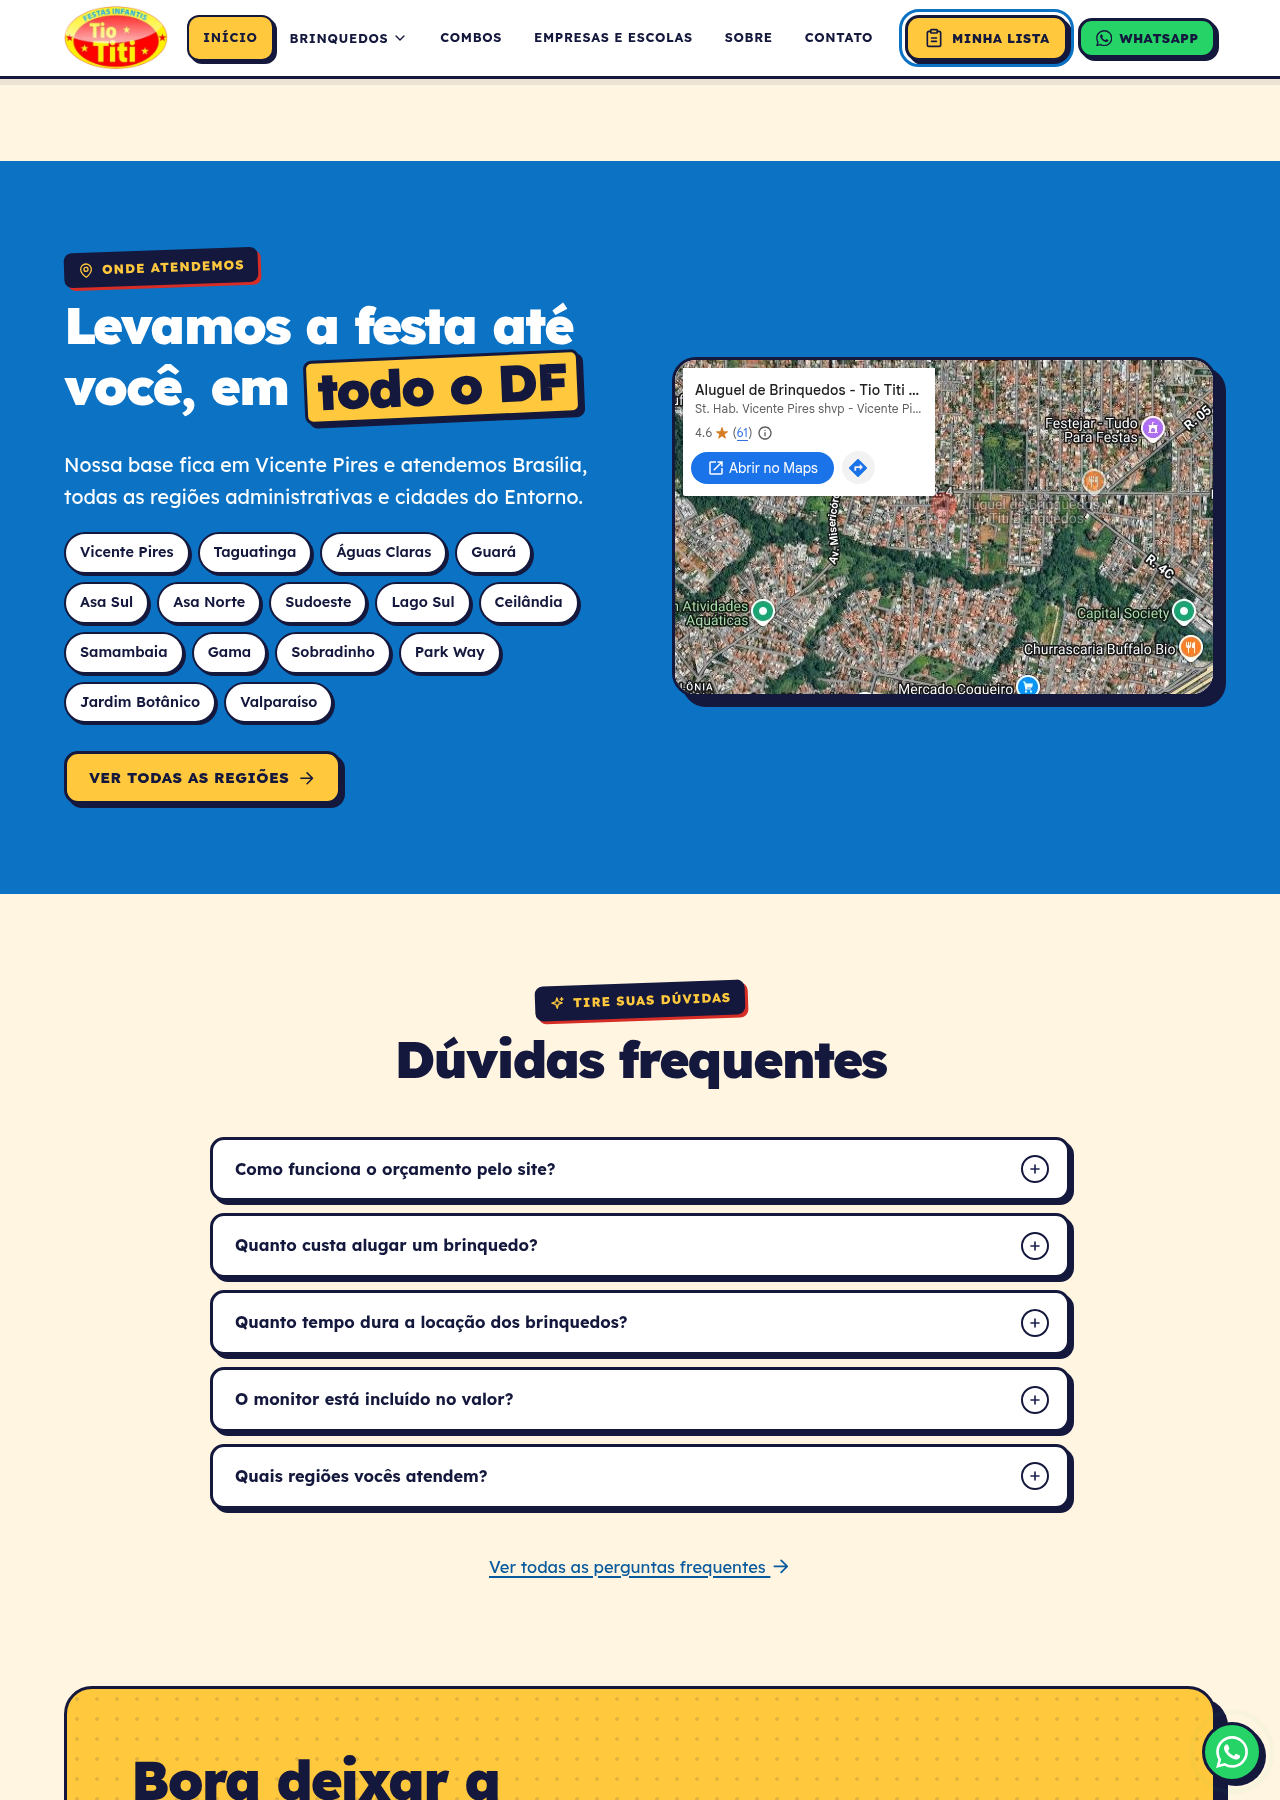 FESTAS INFANTIS
Tio
Titi
INÍCIO
BRINQUEDOS
COMBOS
EMPRESAS E ESCOLAS
SOBRE
CONTATO
MINHA LISTA
WHATSAPP
ONDE ATENDEMOS
Levamos a festa até
você, em todo o DF
Nossa base fica em Vicente Pires e atendemos Brasília,
todas as regiões administrativas e cidades do Entorno.
Vicente Pires
Taguatinga
Águas Claras
Guará
Asa Sul
Asa Norte
Sudoeste
Lago Sul
Ceilândia
Samambaia
Gama
Sobradinho
Park Way
Jardim Botânico
Valparaíso
VER TODAS AS REGIÕES
Aluguel de Brinquedos - Tio Titi ...
St. Hab. Vicente Pires shvp - Vicente Pi...
4.6 (61)
Abrir no Maps
Festejar - Tudo
Para Festas
R. 05
Av. Misericór
R. 4C
Atividades
Aquáticas
Capital Society
Churrascaria Buffalo Bio
Mercado Coqueiro
TIRE SUAS DÚVIDAS
Dúvidas frequentes
Como funciona o orçamento pelo site?
Quanto custa alugar um brinquedo?
Quanto tempo dura a locação dos brinquedos?
O monitor está incluído no valor?
Quais regiões vocês atendem?
Ver todas as perguntas frequentes
Bora deixar a